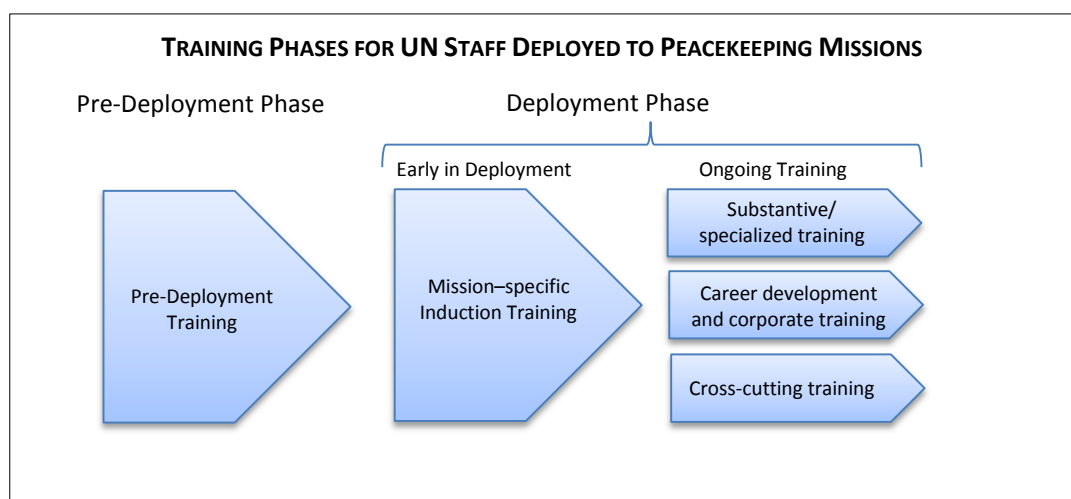 TRAINING PHASES FOR UN STAFF DEPLOYED TO PEACEKEEPING MISSIONS
Pre-Deployment Phase
Deployment Phase
Early in Deployment
Ongoing Training
Pre-Deployment
Training
Mission–specific
Induction Training
Substantive/
specialized training
Career development
and corporate training
Cross-cutting training